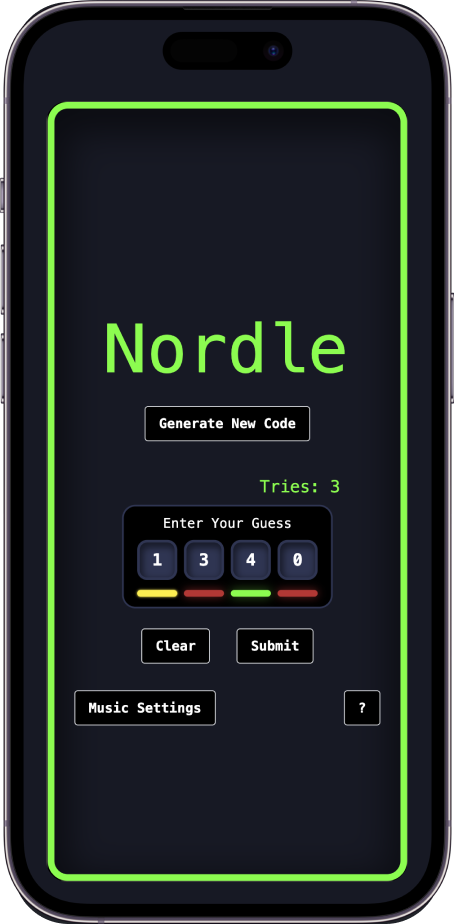 Nordle
Generate New Code
Tries: 3
Enter Your Guess
1 3 4 0
Clear Submit
Music Settings ?